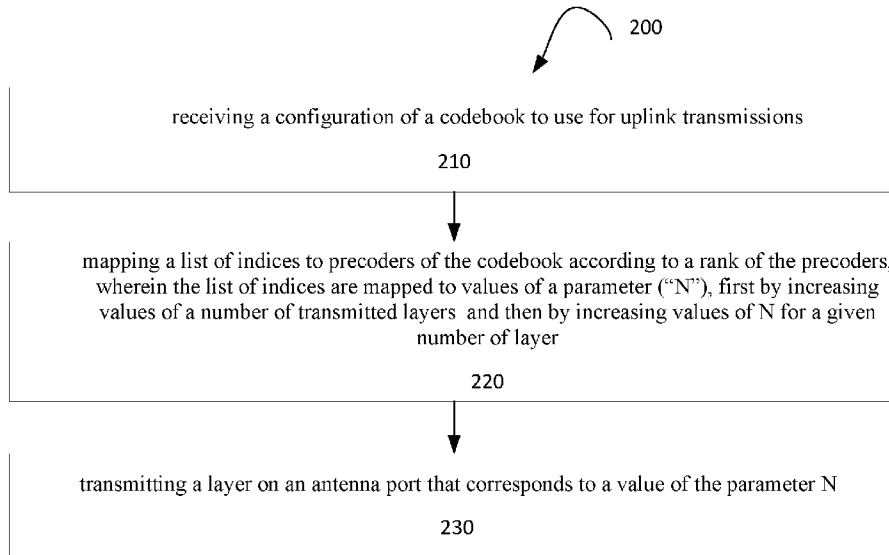 200
receiving a configuration of a codebook to use for uplink transmissions
210
mapping a list of indices to precoders of the codebook according to a rank of the precoders,
wherein the list of indices are mapped to values of a parameter (“N”), first by increasing
values of a number of transmitted layers and then by increasing values of N for a given
number of layer
220
transmitting a layer on an antenna port that corresponds to a value of the parameter N
230